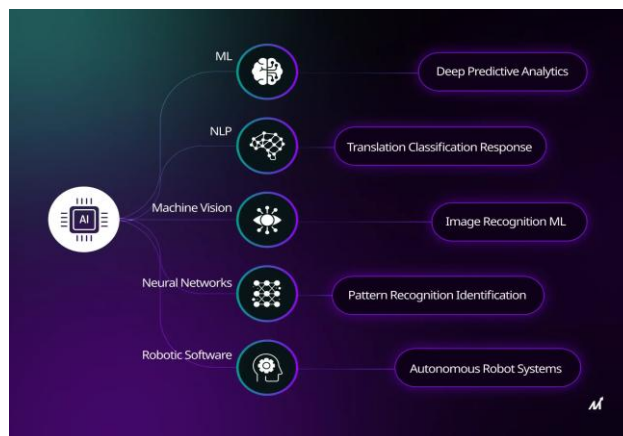 ML
Deep Predictive Analytics
NLP
Translation Classification Response
AI
Machine Vision
Image Recognition ML
Neural Networks
Pattern Recognition Identification
Robotic Software
Autonomous Robot Systems